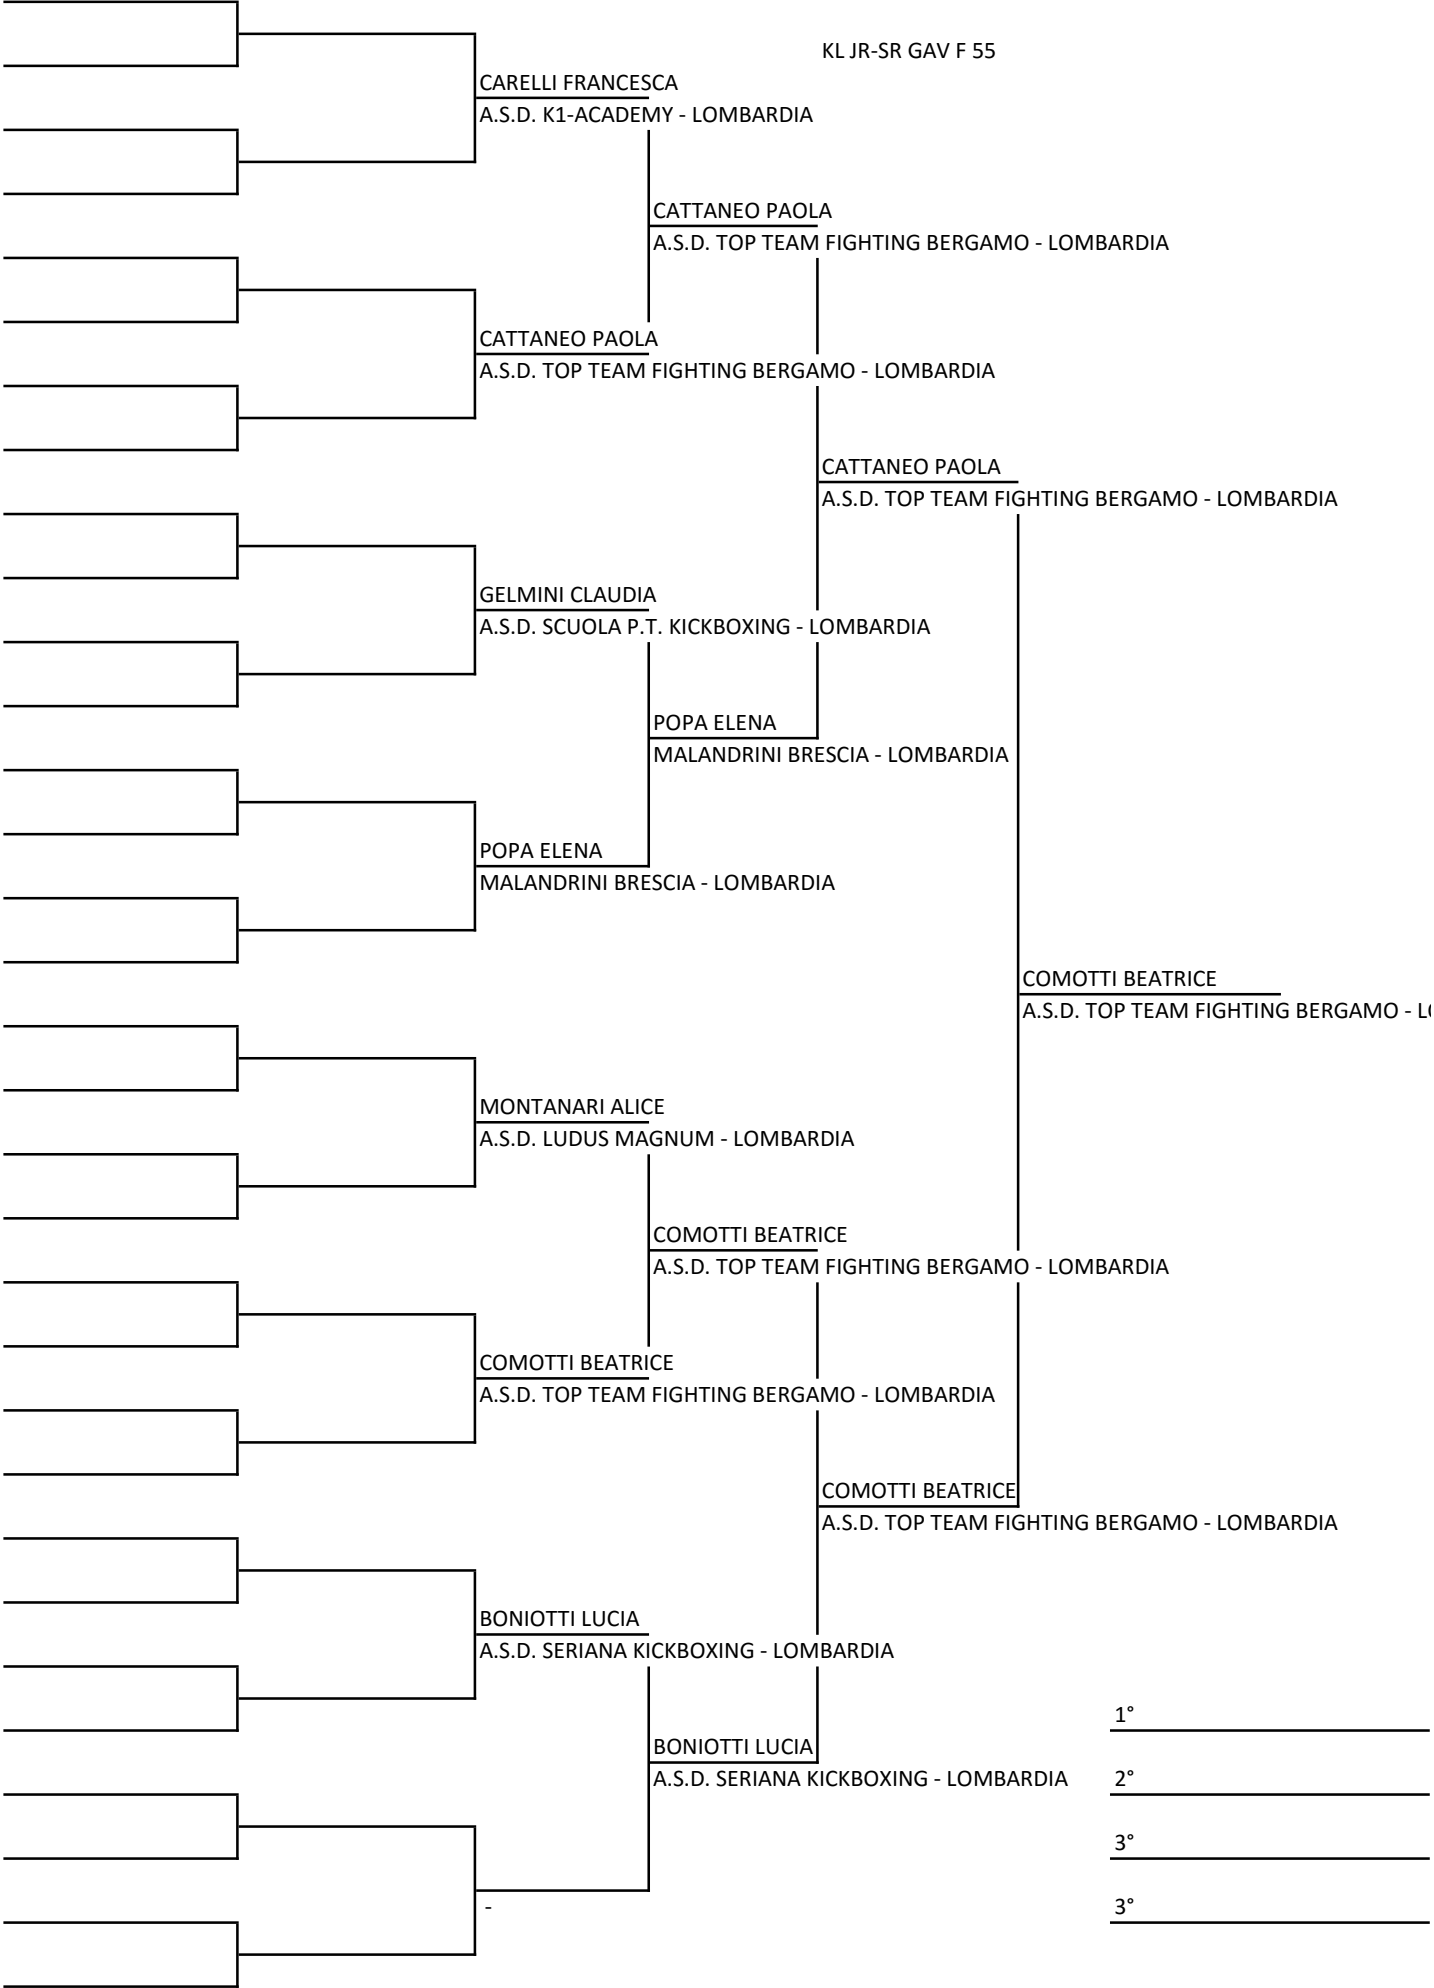 KL JR-SR GAV F 55
CARELLI FRANCESCA
A.S.D. K1-ACADEMY - LOMBARDIA
CATTANEO PAOLA
A.S.D. TOP TEAM FIGHTING BERGAMO - LOMBARDIA
CATTANEO PAOLA
A.S.D. TOP TEAM FIGHTING BERGAMO - LOMBARDIA
CATTANEO PAOLA
A.S.D. TOP TEAM FIGHTING BERGAMO - LOMBARDIA
GELMINI CLAUDIA
A.S.D. SCUOLA P.T. KICKBOXING - LOMBARDIA
POPA ELENA
MALANDRINI BRESCIA - LOMBARDIA
POPA ELENA
MALANDRINI BRESCIA - LOMBARDIA
COMOTTI BEATRICE
A.S.D. TOP TEAM FIGHTING BERGAMO - L
MONTANARI ALICE
A.S.D. LUDUS MAGNUM - LOMBARDIA
COMOTTI BEATRICE
A.S.D. TOP TEAM FIGHTING BERGAMO - LOMBARDIA
COMOTTI BEATRICE
A.S.D. TOP TEAM FIGHTING BERGAMO - LOMBARDIA
COMOTTI BEATRICE
A.S.D. TOP TEAM FIGHTING BERGAMO - LOMBARDIA
BONIOTTI LUCIA
A.S.D. SERIANA KICKBOXING - LOMBARDIA
1°
BONIOTTI LUCIA
A.S.D. SERIANA KICKBOXING - LOMBARDIA
2°
3°
-
3°